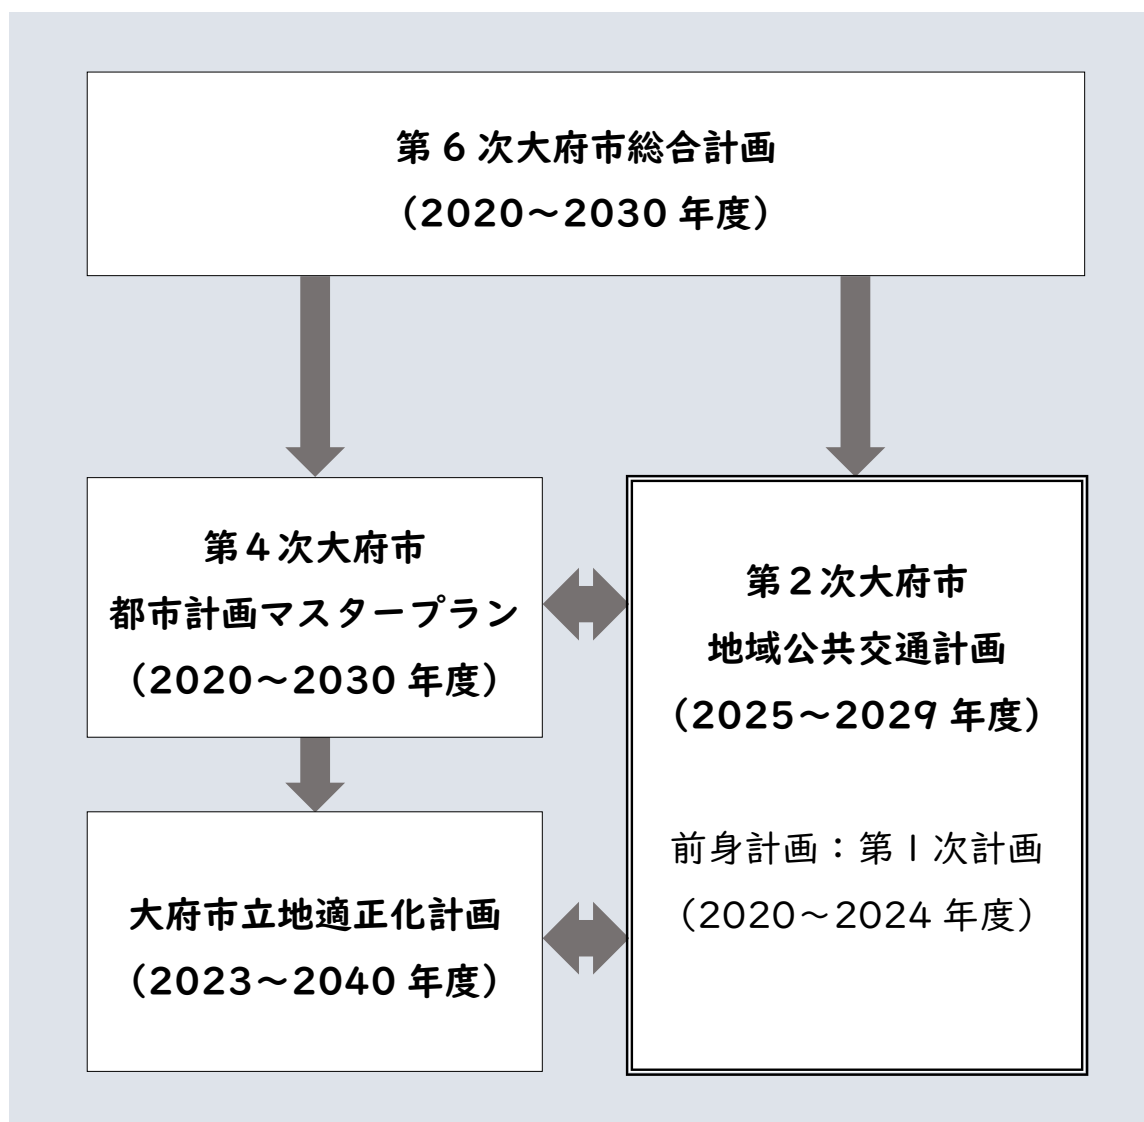 第6次大府市総合計画
（2020～2030 年度）
第4次大府市
都市計画マスタープラン
（2020～2030 年度）
大府市立地適正化計画
（2023～2040 年度）
第2次大府市
地域公共交通計画
（2025～2029 年度）
前身計画：第1次計画
（2020～2024 年度）